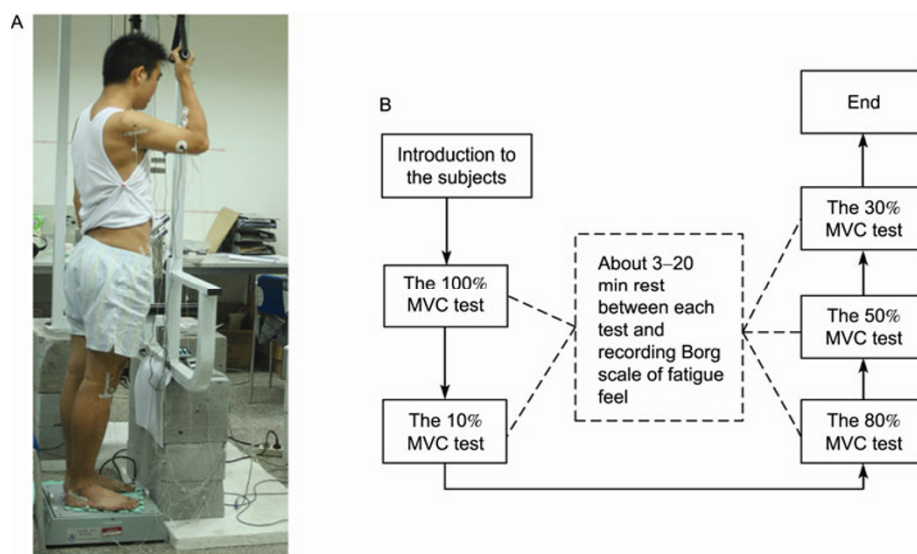 A
B
Introduction to
the subjects
The 100%
MVC test
The 10%
MVC test
About 3–20
min rest
between each
test and
recording Borg
scale of fatigue
feel
End
The 30%
MVC test
The 50%
MVC test
The 80%
MVC test